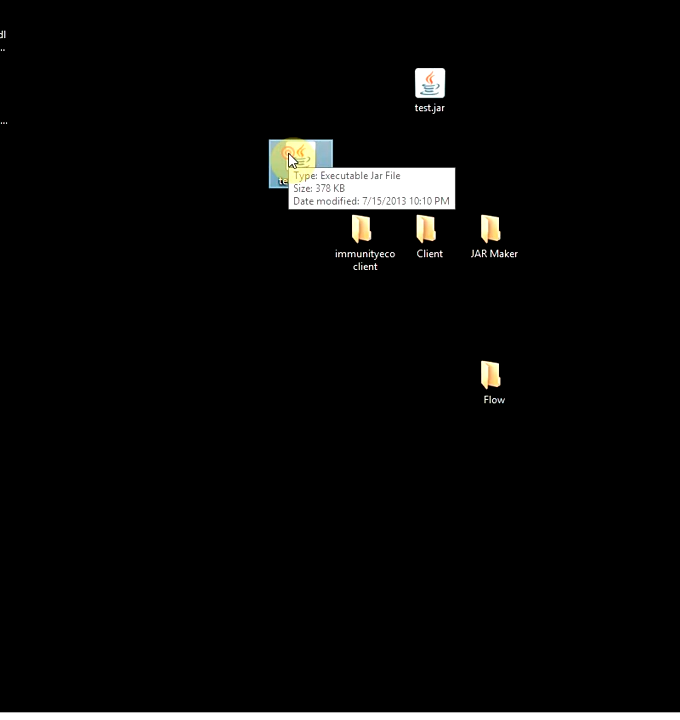 test.jar
Type: Executable Jar File
Size: 378 KB
Date modified: 7/15/2013 10:10 PM
immunityeco
client
Client
JAR Maker
Flow